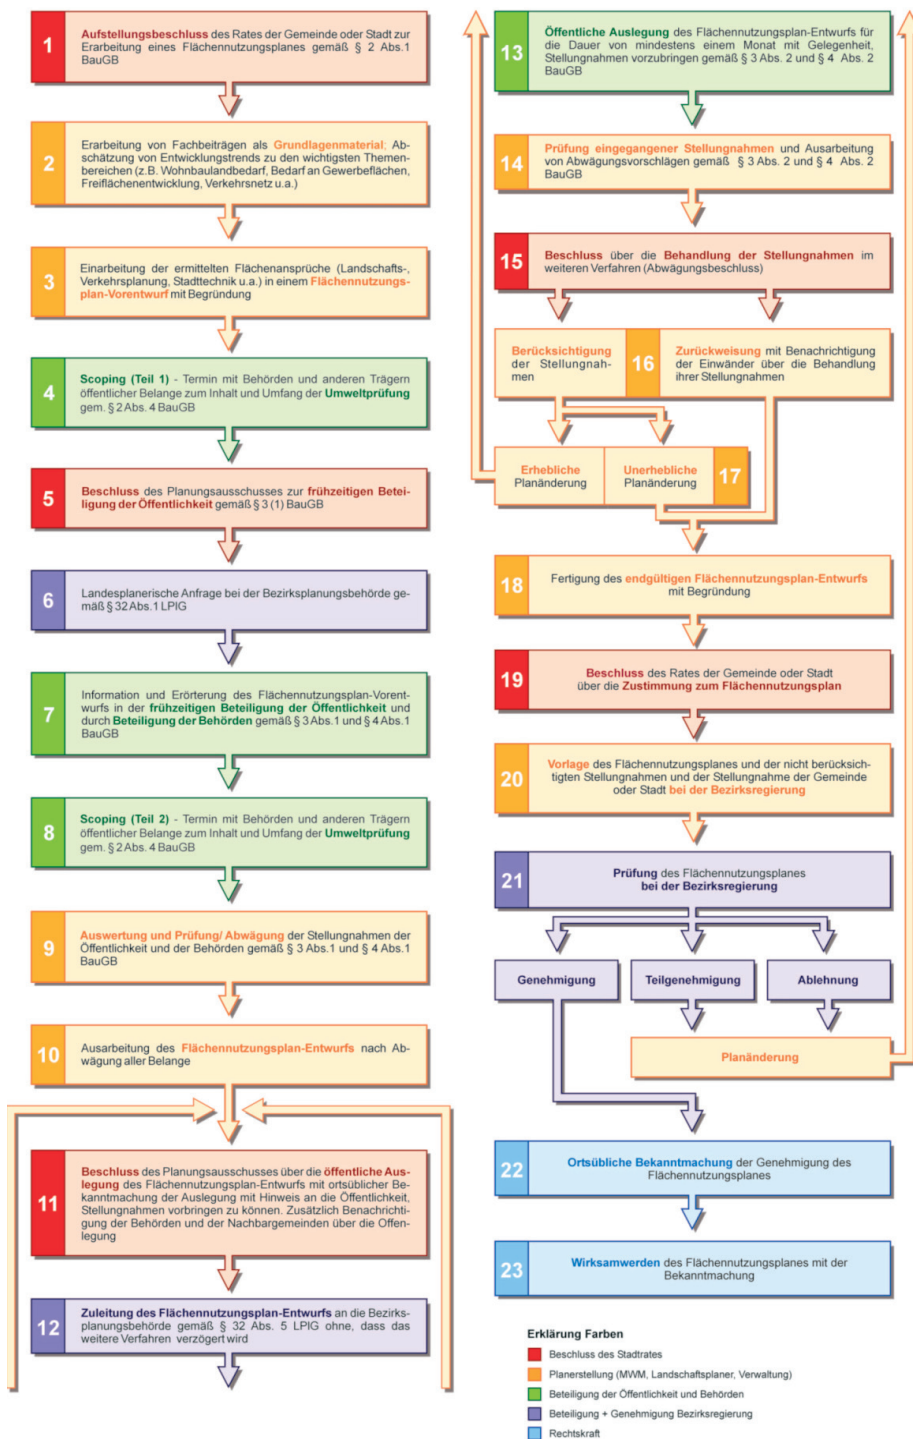 1
Aufstellungsbeschluss des Rates der Gemeinde oder Stadt zur
Erarbeitung eines Flächennutzungsplanes gemäß § 2 Abs.1
BauGB
2
Erarbeitung von Fachbeiträgen als Grundlagenmaterial; Ab-
schätzung von Entwicklungstrends zu den wichtigsten Themen-
bereichen (z.B. Wohnbaulandbedarf, Bedarf an Gewerbeflächen,
Freiflächenentwicklung, Verkehrsnetz u.a.)
3
Einarbeitung der ermittelten Flächenansprüche (Landschafts-,
Verkehrsplanung, Stadttechnik u.a.) in einem Flächennutzungs-
plan-Vorentwurf mit Begründung
4
Scoping (Teil 1) - Termin mit Behörden und anderen Trägern
öffentlicher Belange zum Inhalt und Umfang der Umweltprüfung
gem. § 2 Abs. 4 BauGB
5
Beschluss des Planungsausschusses zur frühzeitigen Betei-
ligung der Öffentlichkeit gemäß § 3 (1) BauGB
6
Landesplanerische Anfrage bei der Bezirksplanungsbehörde ge-
mäß § 32 Abs.1 LPlG
7
Information und Erörterung des Flächennutzungsplan-Vorent-
wurfs in der frühzeitigen Beteiligung der Öffentlichkeit und
durch Beteiligung der Behörden gemäß § 3 Abs.1 und § 4 Abs.1
BauGB
8
Scoping (Teil 2) - Termin mit Behörden und anderen Trägern
öffentlicher Belange zum Inhalt und Umfang der Umweltprüfung
gem. § 2 Abs. 4 BauGB
9
Auswertung und Prüfung/ Abwägung der Stellungnahmen der
Öffentlichkeit und der Behörden gemäß § 3 Abs.1 und § 4 Abs.1
BauGB
10
Ausarbeitung des Flächennutzungsplan-Entwurfs nach Ab-
wägung aller Belange
11
Beschluss des Planungsausschusses über die öffentliche Aus-
legung des Flächennutzungsplan-Entwurfs mit ortsüblicher Be-
kanntmachung der Auslegung mit Hinweis an die Öffentlichkeit,
Stellungnahmen vorbringen zu können. Zusätzlich Benachrichti-
gung der Behörden und der Nachbargemeinden über die Offen-
legung
12
Zuleitung des Flächennutzungsplan-Entwurfs an die Bezirks-
planungsbehörde gemäß § 32 Abs. 5 LPlG ohne, dass das
weitere Verfahren verzögert wird
13
Öffentliche Auslegung des Flächennutzungsplan-Entwurfs für
die Dauer von mindestens einem Monat mit Gelegenheit,
Stellungnahmen vorzubringen gemäß § 3 Abs. 2 und § 4 Abs. 2
BauGB
14
Prüfung eingegangener Stellungnahmen und Ausarbeitung
von Abwägungsvorschlägen gemäß § 3 Abs. 2 und § 4 Abs. 2
BauGB
15
Beschluss über die Behandlung der Stellungnahmen im
weiteren Verfahren (Abwägungsbeschluss)
Berücksichtigung
der Stellungnah-
men
16
Zurückweisung mit Benachrichtigung
der Einwänder über die Behandlung
ihrer Stellungnahmen
Erhebliche
Planänderung
Unerhebliche
Planänderung
17
18
Fertigung des endgültigen Flächennutzungsplan-Entwurfs
mit Begründung
19
Beschluss des Rates der Gemeinde oder Stadt
über die Zustimmung zum Flächennutzungsplan
20
Vorlage des Flächennutzungsplanes und der nicht berücksich-
tigten Stellungnahmen und der Stellungnahme der Gemeinde
oder Stadt bei der Bezirksregierung
21
Prüfung des Flächennutzungsplanes
bei der Bezirksregierung
Genehmigung
Teilgenehmigung
Ablehnung
Planänderung
22
Ortsübliche Bekanntmachung der Genehmigung des
Flächennutzungsplanes
23
Wirksamwerden des Flächennutzungsplanes mit der
Bekanntmachung
Erklärung Farben
Beschluss des Stadtrates
Planerstellung (MWM, Landschaftsplaner, Verwaltung)
Beteiligung der Öffentlichkeit und Behörden
Beteiligung + Genehmigung Bezirksregierung
Rechtskraft